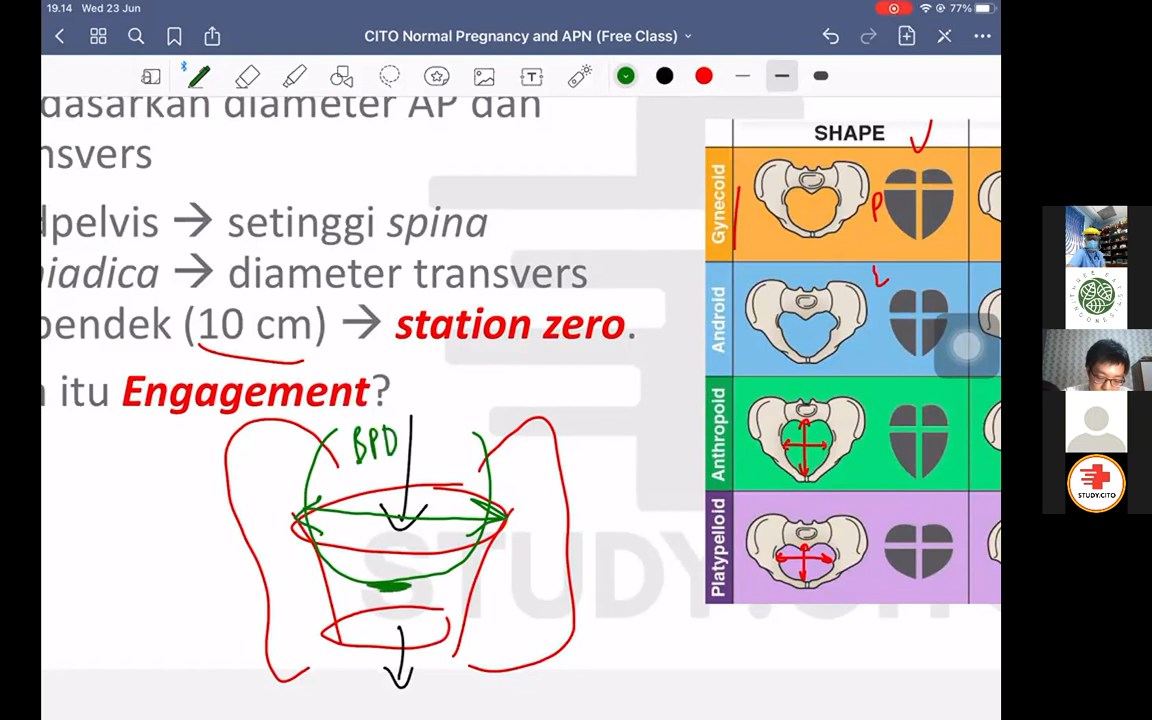 19.14 Wed 23 Jun
77%
CITO Normal Pregnancy and APN (Free Class)
dasarkan diameter AP dan
nsvers
dpelvis → setinggi spina
hiadica → diameter transvers
pendek (10 cm) → station zero.
itu Engagement?
BPD
SHAPE
Gynecoid
P
L
Android
Anthropoid
Platypelloid
STUDY.CITO
STUDY.CITO